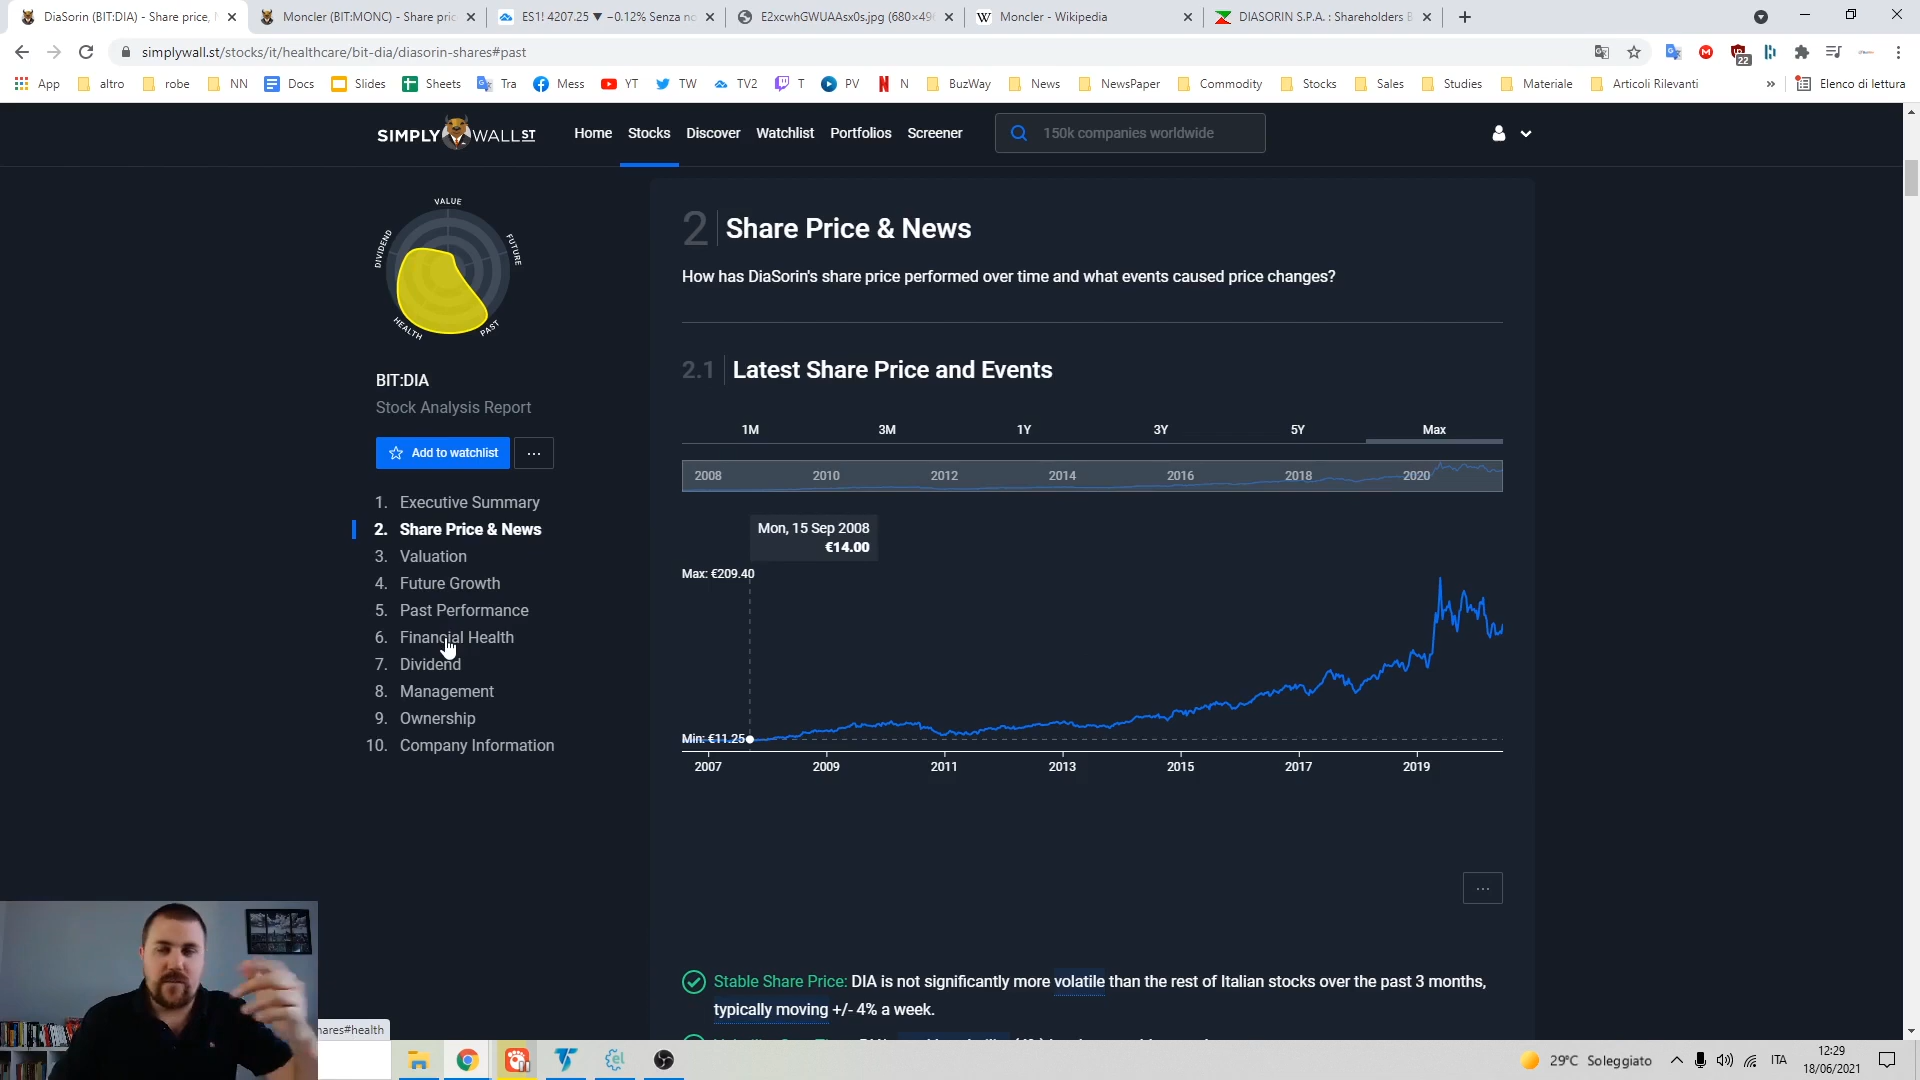 DiaSorin (BIT:DIA) - Share price,
Moncler (BIT:MONC) - Share pric
ES1! 4207.25 ▼ −0.12% Senza no
E2xcwhGWUAAsx0s.jpg (680×49
Moncler - Wikipedia
DIASORIN S.P.A. : Shareholders B
simplywall.st/stocks/it/healthcare/bit-dia/diasorin-shares#past
22
App
altro
robe
NN
Docs
Slides
Sheets
Tra
Mess
YT
TW
TV2
T
PV
N
BuzWay
News
NewsPaper
Commodity
Stocks
Sales
Studies
Materiale
Articoli Rilevanti
»
Elenco di lettura
SIMPLY WALL ST
Home
Stocks
Discover
Watchlist
Portfolios
Screener
150k companies worldwide
VALUE
FUTURE
PAST
HEALTH
DIVIDEND
BIT:DIA
Stock Analysis Report
Add to watchlist
...
1. Executive Summary
2. Share Price & News
3. Valuation
4. Future Growth
5. Past Performance
6. Financial Health
7. Dividend
8. Management
9. Ownership
10. Company Information
2 Share Price & News
How has DiaSorin's share price performed over time and what events caused price changes?
2.1 Latest Share Price and Events
1M 3M 1Y 3Y 5Y Max
2008 2010 2012 2014 2016 2018 2020
Mon, 15 Sep 2008
€14.00
Max: €209.40
Min: €11.25
2007 2009 2011 2013 2015 2017 2019
...
Stable Share Price: DIA is not significantly more volatile than the rest of Italian stocks over the past 3 months,
typically moving +/- 4% a week.
hares#health
29°C Soleggiato
ITA
12:29
18/06/2021